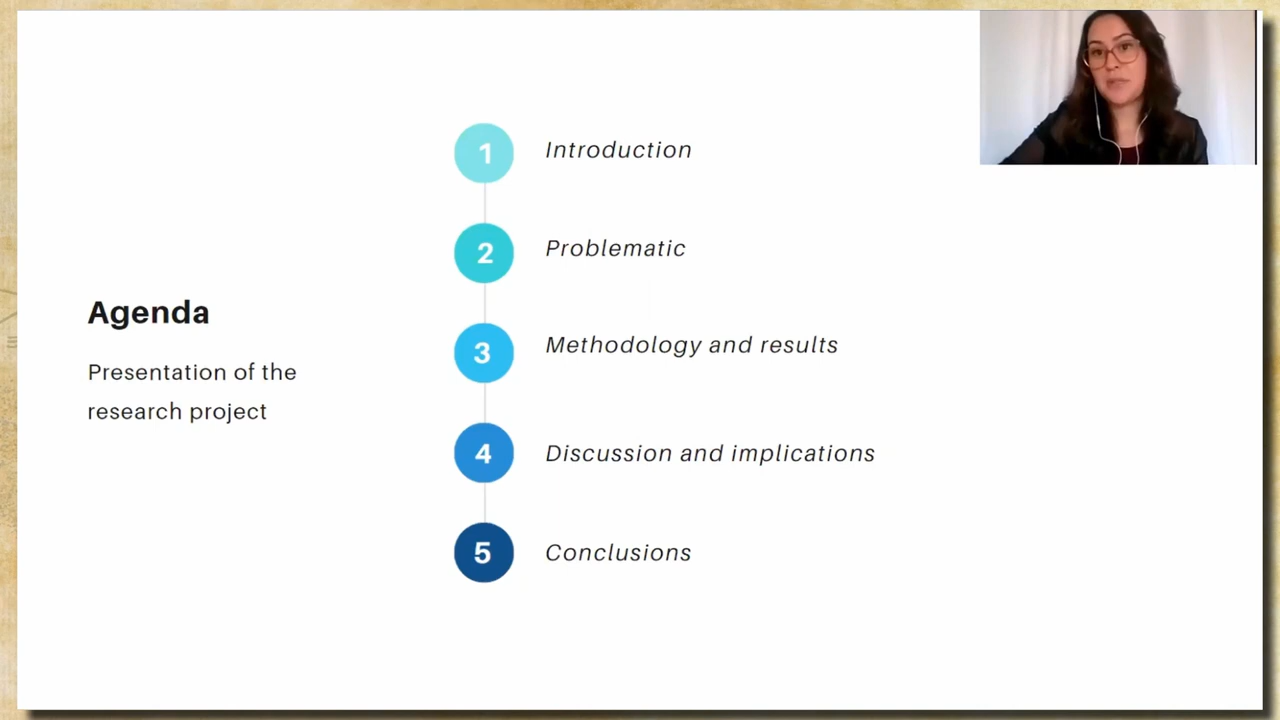 Agenda
Presentation of the
research project
1 Introduction
2 Problematic
3 Methodology and results
4 Discussion and implications
5 Conclusions